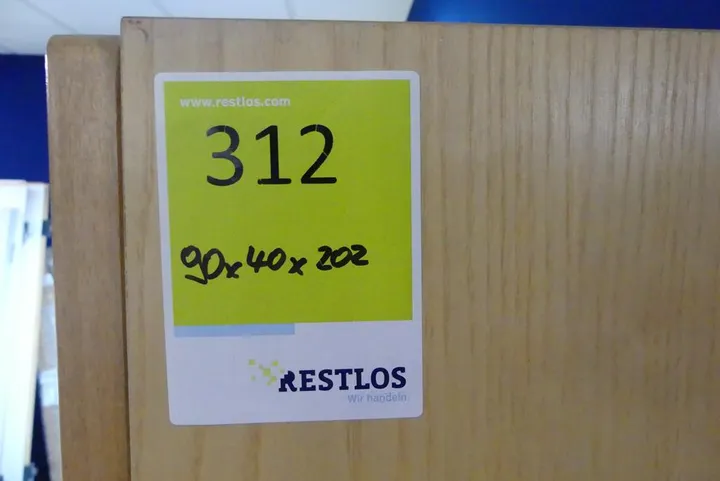 www.restlos.com
312
90x40x202
RESTLOS
Wir handeln.